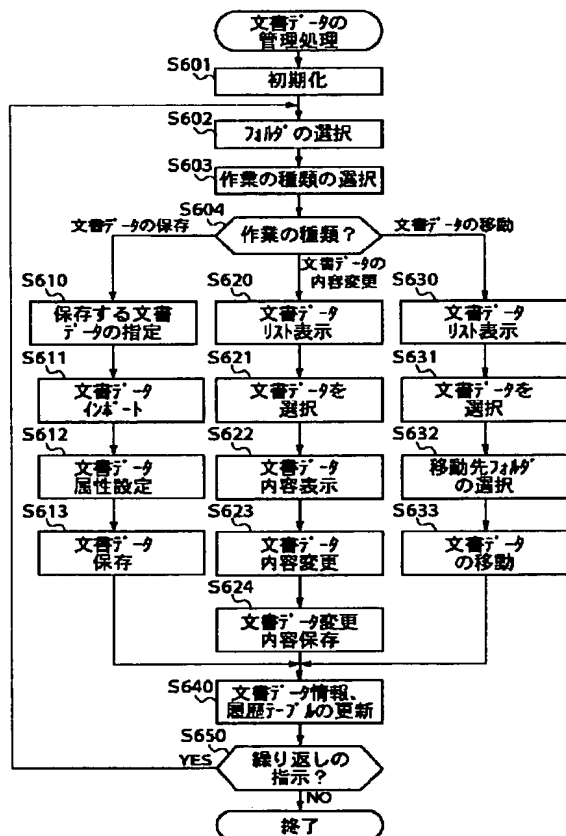 文書データの
管理処理
S601
初期化
S602
フォルダの選択
S603
作業の種類の選択
S604
作業の種類？
文書データの保存
文書データの
内容変更
文書データの移動
S610
保存する文書
データの指定
S611
文書データ
インポート
S612
文書データ
属性設定
S613
文書データ
保存
S620
文書データ
リスト表示
S621
文書データを
選択
S622
文書データ
内容表示
S623
文書データ
内容変更
S624
文書データ変更
内容保存
S630
文書データ
リスト表示
S631
文書データを
選択
S632
移動先フォルダ
の選択
S633
文書データ
の移動
S640
文書データ情報、
履歴テーブルの更新
S650
繰り返しの
指示？
YES
NO
終了